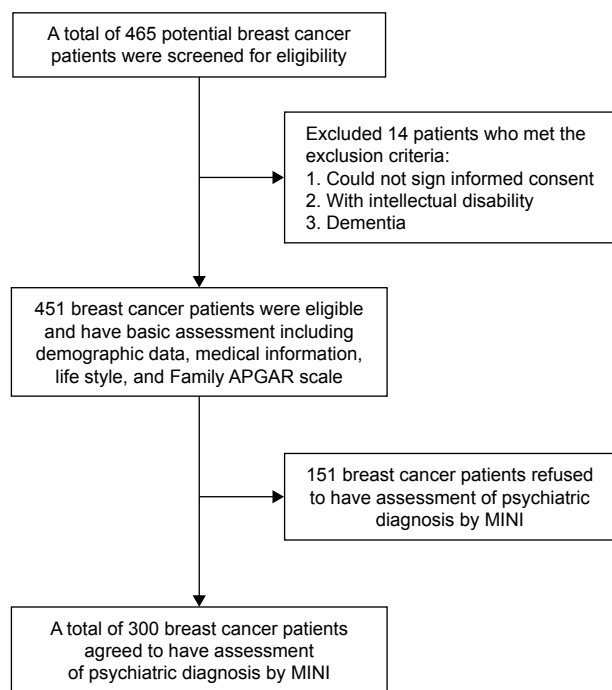 A total of 465 potential breast cancer
patients were screened for eligibility
Excluded 14 patients who met the
exclusion criteria:
1. Could not sign informed consent
2. With intellectual disability
3. Dementia
451 breast cancer patients were eligible
and have basic assessment including
demographic data, medical information,
life style, and Family APGAR scale
151 breast cancer patients refused
to have assessment of psychiatric
diagnosis by MINI
A total of 300 breast cancer patients
agreed to have assessment
of psychiatric diagnosis by MINI